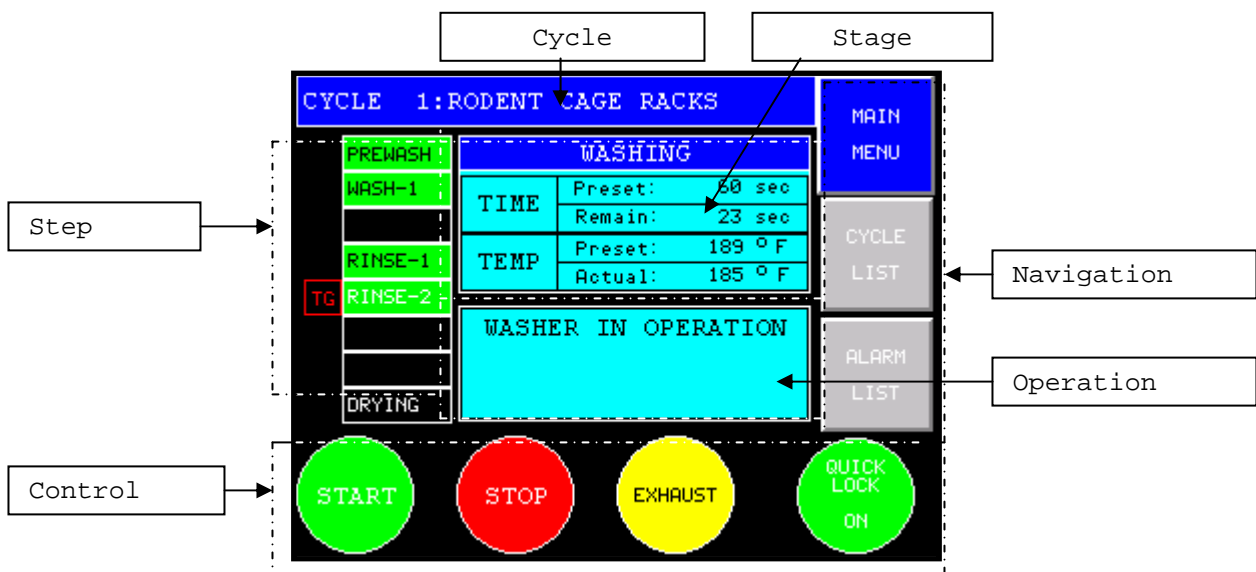 Cycle
Stage
CYCLE 1:RODENT CAGE RACKS
MAIN
MENU
PREWASH
WASHING
WASH-1
TIME
Preset: 60 sec
Remain: 23 sec
Step
CYCLE
LIST
RINSE-1
TEMP
Preset: 189 °F
Actual: 185 °F
Navigation
TG
RINSE-2
WASHER IN OPERATION
ALARM
LIST
Operation
DRYING
Control
START
STOP
EXHAUST
QUICK
LOCK
ON